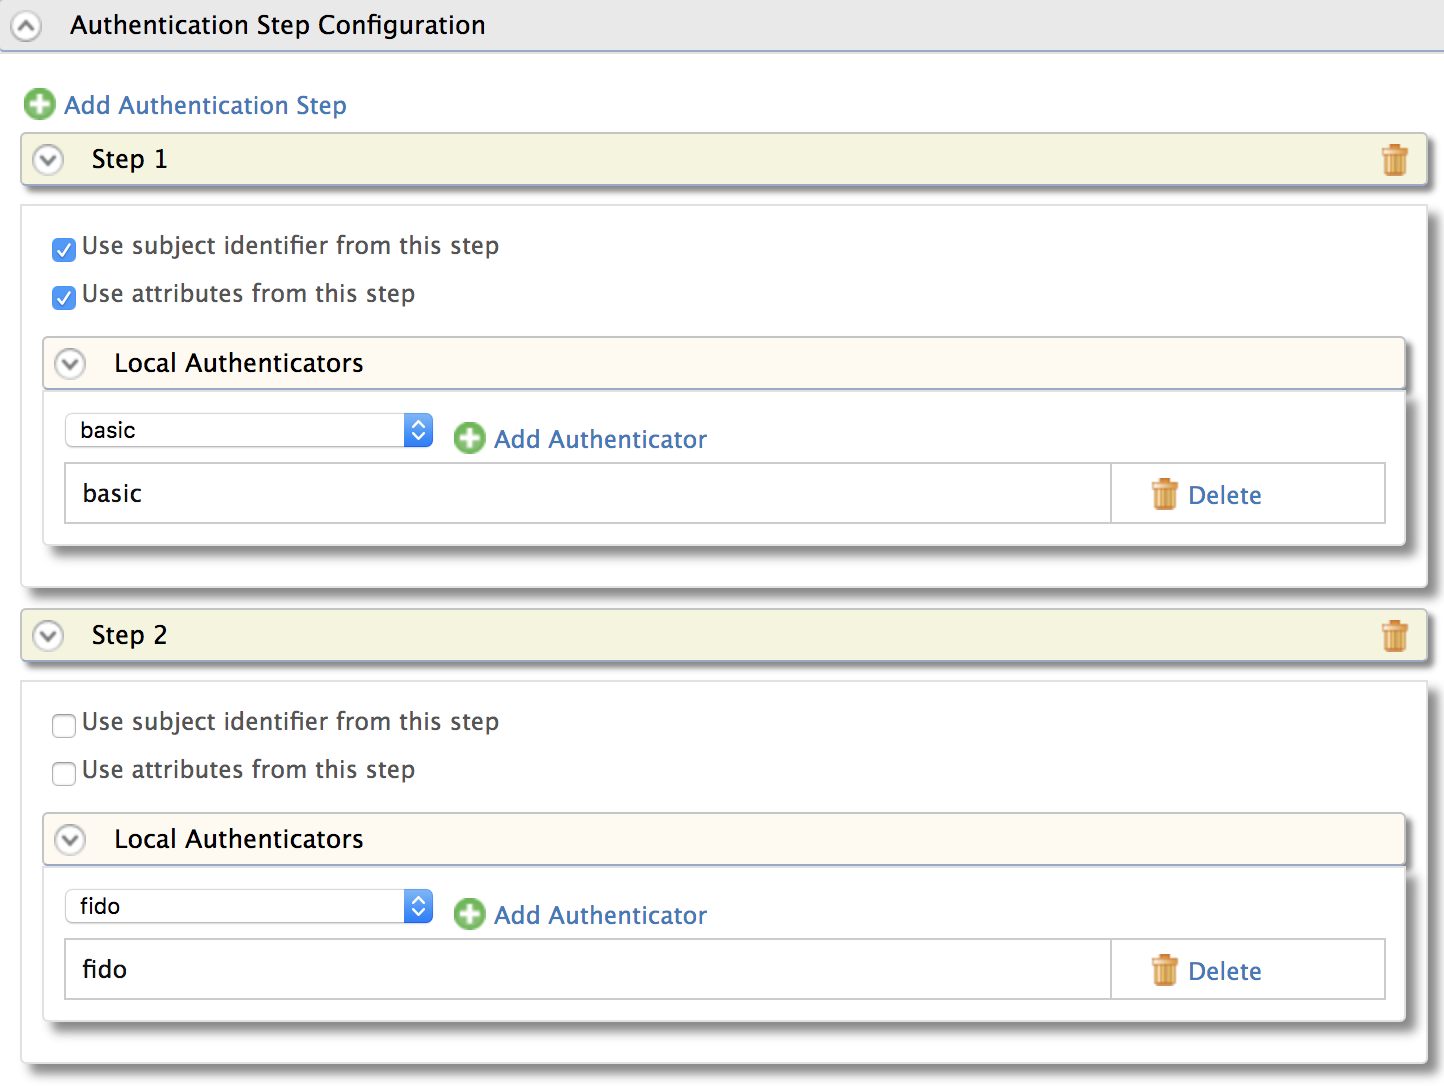 Authentication Step Configuration
Add Authentication Step
Step 1
Use subject identifier from this step
Use attributes from this step
Local Authenticators
basic
Add Authenticator
basic
Delete
Step 2
Use subject identifier from this step
Use attributes from this step
Local Authenticators
fido
Add Authenticator
fido
Delete